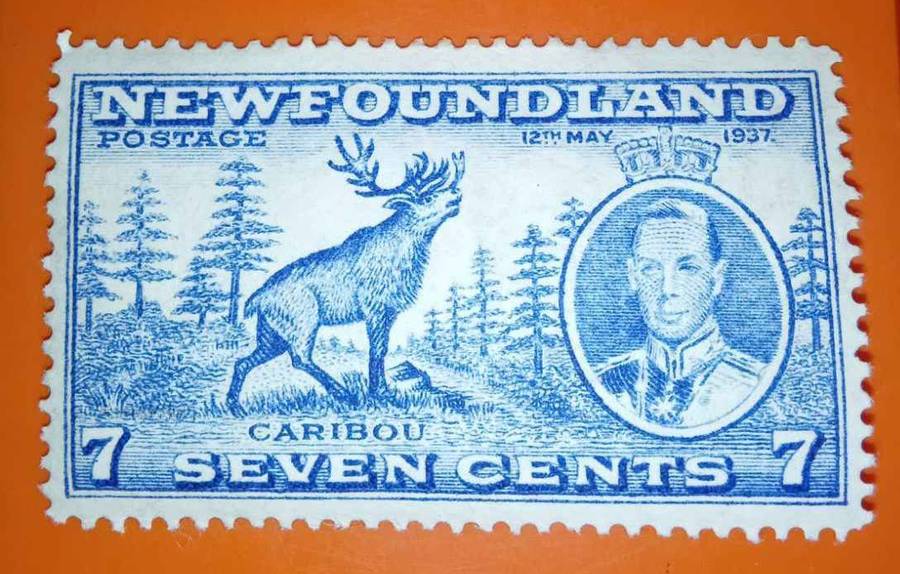 NEWFOUNDLAND
POSTAGE 12TH MAY 1937.
CARIBOU
7 SEVEN CENTS 7